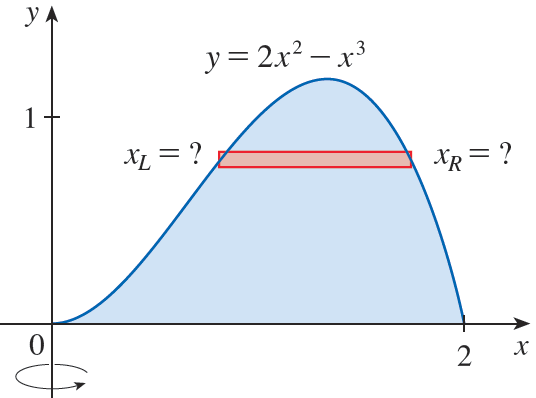 y
y = 2x² − x³
1
x_L = ?
x_R = ?
0
2
x